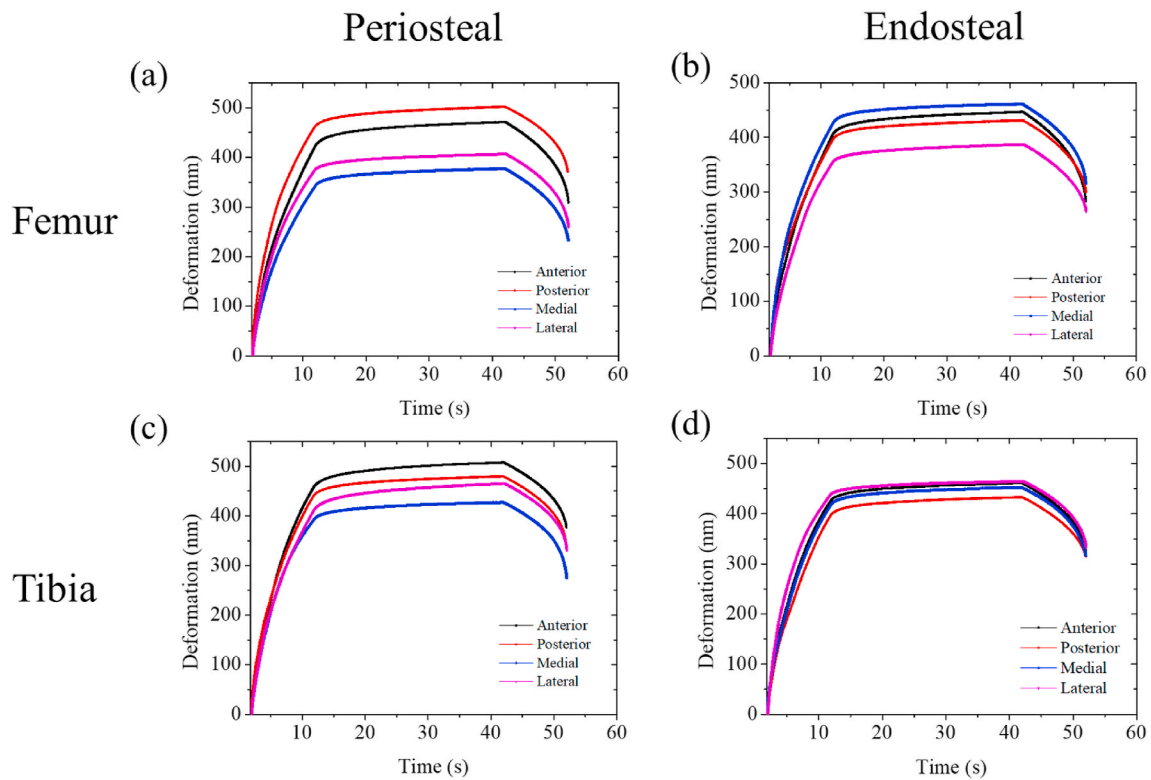 Periosteal
Endosteal
Femur
Tibia
(a)
Deformation (nm)
500
400
300
200
100
0
10 20 30 40 50 60
Time (s)
Anterior
Posterior
Medial
Lateral
(b)
Deformation (nm)
500
400
300
200
100
0
10 20 30 40 50 60
Time (s)
Anterior
Posterior
Medial
Lateral
(c)
Deformation (nm)
500
400
300
200
100
0
10 20 30 40 50 60
Time (s)
Anterior
Posterior
Medial
Lateral
(d)
Deformation (nm)
500
400
300
200
100
0
10 20 30 40 50 60
Time (s)
Anterior
Posterior
Medial
Lateral